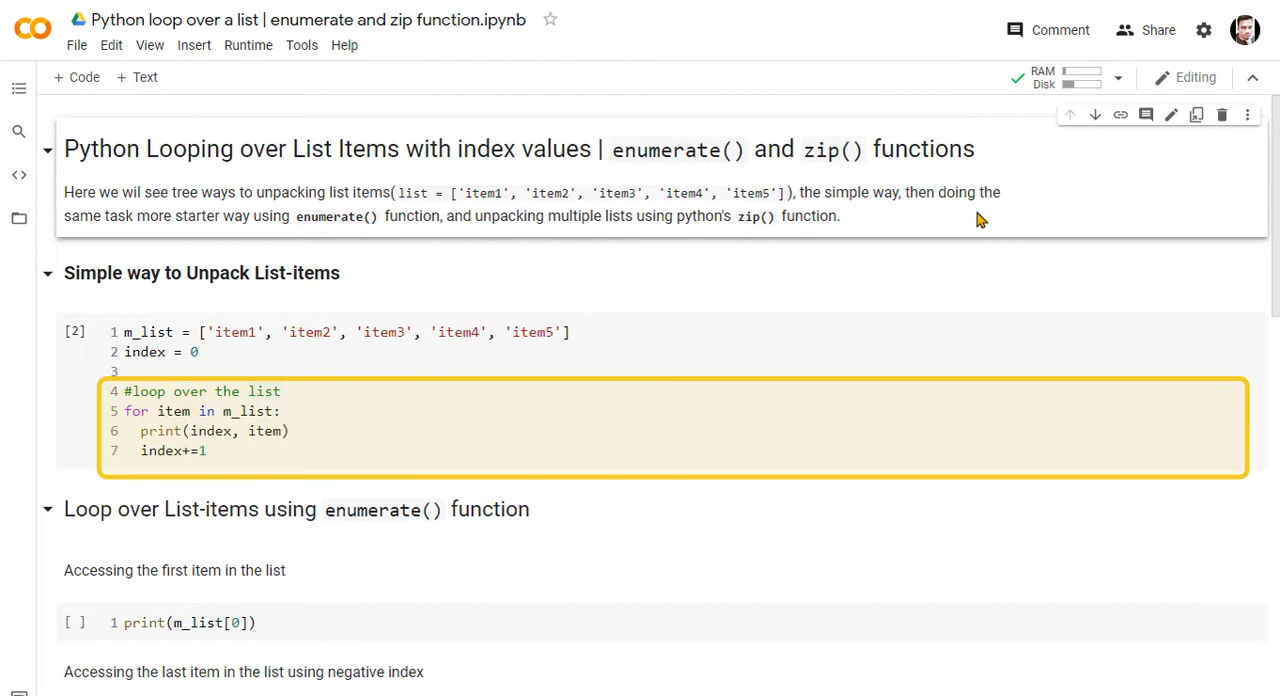 Python loop over a list | enumerate and zip function.ipynb
File Edit View Insert Runtime Tools Help
Comment Share
+ Code + Text
RAM
Disk
Editing
Python Looping over List Items with index values | enumerate() and zip() functions
Here we wil see tree ways to unpacking list items(list = ['item1', 'item2', 'item3', 'item4', 'item5']), the simple way, then doing the
same task more starter way using enumerate() function, and unpacking multiple lists using python's zip() function.
Simple way to Unpack List-items
[2] 1 m_list = ['item1', 'item2', 'item3', 'item4', 'item5']
2 index = 0
3
4 #loop over the list
5 for item in m_list:
6 print(index, item)
7 index+=1
Loop over List-items using enumerate() function
Accessing the first item in the list
[ ] 1 print(m_list[0])
Accessing the last item in the list using negative index